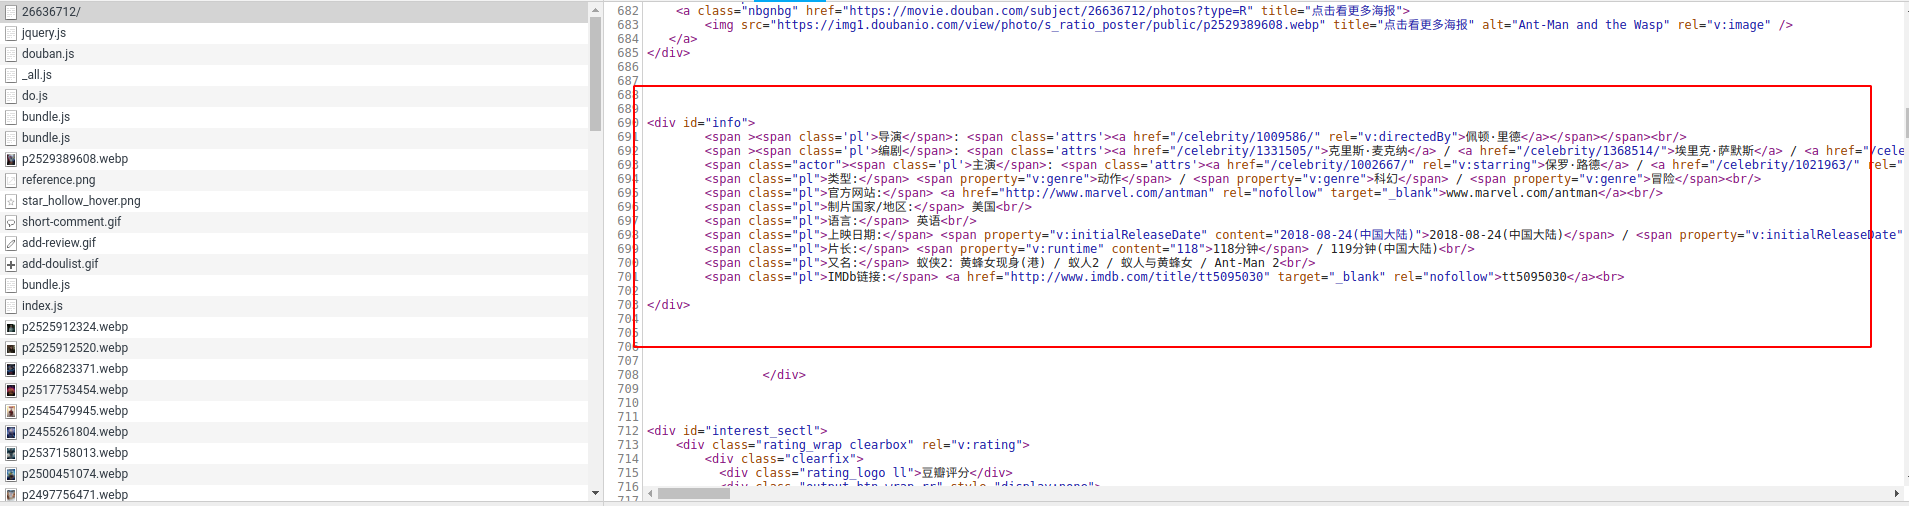 26636712/
jquery.js
douban.js
_all.js
do.js
bundle.js
bundle.js
p2529389608.webp
reference.png
star_hollow_hover.png
short-comment.gif
add-review.gif
add-doulist.gif
bundle.js
index.js
p2525912324.webp
p2525912520.webp
p2266823371.webp
p2517753454.webp
p2545479945.webp
p2455261804.webp
p2537158013.webp
p2500451074.webp
p2497756471.webp
682 <a class="nbgnbg" href="https://movie.douban.com/subject/26636712/photos?type=R" title="点击看更多海报">
683 <img src="https://img1.doubanio.com/view/photo/s_ratio_poster/public/p2529389608.webp" title="点击看更多海报" alt="Ant-Man and the Wasp" rel="v:image" />
684 </a>
685 </div>
686
687
688
689
690 <div id="info">
691 <span ><span class='pl'>导演</span>: <span class='attrs'><a href="/celebrity/1009586/" rel="v:directedBy">佩顿·里德</a></span></span><br/>
692 <span ><span class='pl'>编剧</span>: <span class='attrs'><a href="/celebrity/1331505/">克里斯·麦克纳</a> / <a href="/celebrity/1368514/">埃里克·萨默斯</a> / <a href="/cele
693 <span class="actor"><span class='pl'>主演</span>: <span class='attrs'><a href="/celebrity/1002667/" rel="v:starring">保罗·路德</a> / <a href="/celebrity/1021963/" rel="
694 <span class="pl">类型:</span> <span property="v:genre">动作</span> / <span property="v:genre">科幻</span> / <span property="v:genre">冒险</span><br/>
695 <span class="pl">官方网站:</span> <a href="http://www.marvel.com/antman" rel="nofollow" target="_blank">www.marvel.com/antman</a><br/>
696 <span class="pl">制片国家/地区:</span> 美国<br/>
697 <span class="pl">语言:</span> 英语<br/>
698 <span class="pl">上映日期:</span> <span property="v:initialReleaseDate" content="2018-08-24(中国大陆)">2018-08-24(中国大陆)</span> / <span property="v:initialReleaseDate"
699 <span class="pl">片长:</span> <span property="v:runtime" content="118">118分钟</span> / 119分钟(中国大陆)<br/>
700 <span class="pl">又名:</span> 蚁侠2：黄蜂女现身(港) / 蚁人2 / 蚁人与黄蜂女 / Ant-Man 2<br/>
701 <span class="pl">IMDb链接:</span> <a href="http://www.imdb.com/title/tt5095030" target="_blank" rel="nofollow">tt5095030</a><br>
702
703 </div>
704
705
706
707
708 </div>
709
710
711
712 <div id="interest_sectl">
713 <div class="rating_wrap clearbox" rel="v:rating">
714 <div class="clearfix">
715 <div class="rating_logo ll">豆瓣评分</div>
716 <div class="output-btn-wrap rr" style="display:none">
717